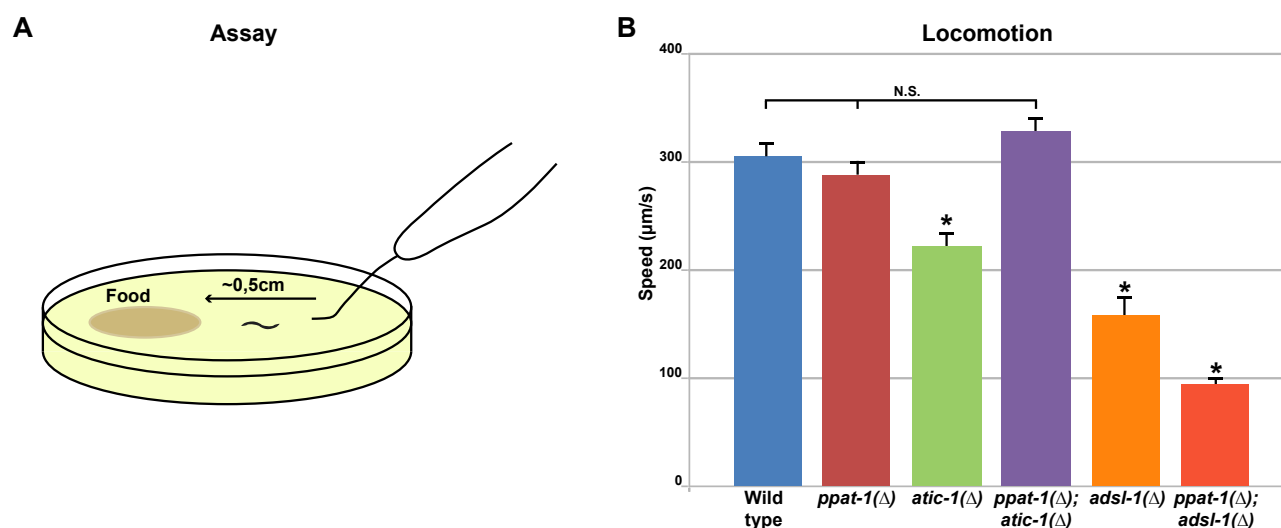 A
Assay
Food
~0,5cm
B
Locomotion
Speed (µm/s)
400
300
200
100
0
N.S.
*
*
*
Wild
type
ppat-1(Δ)
atic-1(Δ)
ppat-1(Δ);
atic-1(Δ)
adsl-1(Δ)
ppat-1(Δ);
adsl-1(Δ)